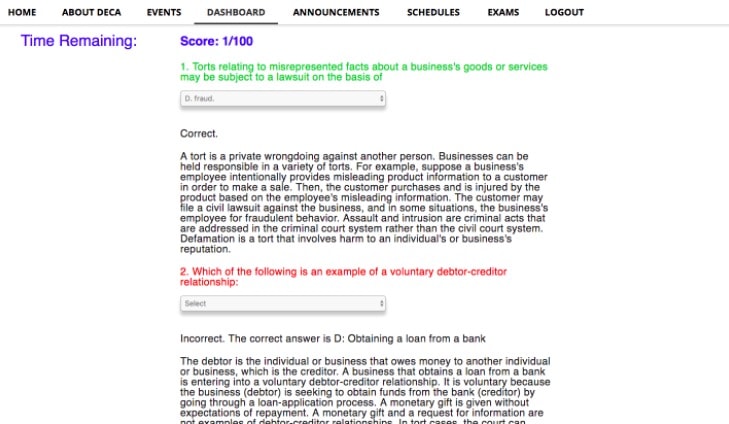 HOME ABOUT DECA EVENTS DASHBOARD ANNOUNCEMENTS SCHEDULES EXAMS LOGOUT
Time Remaining: Score: 1/100
1. Torts relating to misrepresented facts about a business's goods or services
may be subject to a lawsuit on the basis of
D. fraud.
Correct.
A tort is a private wrongdoing against another person. Businesses can be
held responsible in a variety of torts. For example, suppose a business's
employee intentionally provides misleading product information to a customer
in order to make a sale. Then, the customer purchases and is injured by the
product based on the employee's misleading information. The customer may
file a civil lawsuit against the business, and in some situations, the business's
employee for fraudulent behavior. Assault and intrusion are criminal acts that
are addressed in the criminal court system rather than the civil court system.
Defamation is a tort that involves harm to an individual's or business's
reputation.
2. Which of the following is an example of a voluntary debtor-creditor
relationship:
Select
Incorrect. The correct answer is D: Obtaining a loan from a bank
The debtor is the individual or business that owes money to another individual
or business, which is the creditor. A business that obtains a loan from a bank
is entering into a voluntary debtor-creditor relationship. It is voluntary because
the business (debtor) is seeking to obtain funds from the bank (creditor) by
going through a loan-application process. A monetary gift is given without
expectations of repayment. A monetary gift and a request for information are
not examples of debtor-creditor relationships. In tort cases, the court can